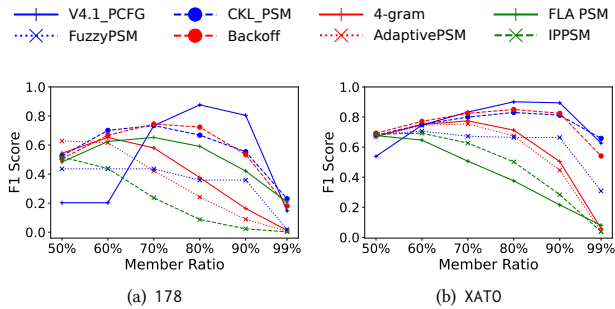 V4.1_PCFG CKL_PSM 4-gram FLA PSM
FuzzyPSM Backoff AdaptivePSM IPPSM
1.0 1.0
0.8 0.8
0.6 0.6
0.4 0.4
0.2 0.2
0.0 0.0
F1 Score F1 Score
50% 60% 70% 80% 90% 99% 50% 60% 70% 80% 90% 99%
Member Ratio Member Ratio
(a) 178 (b) XATO